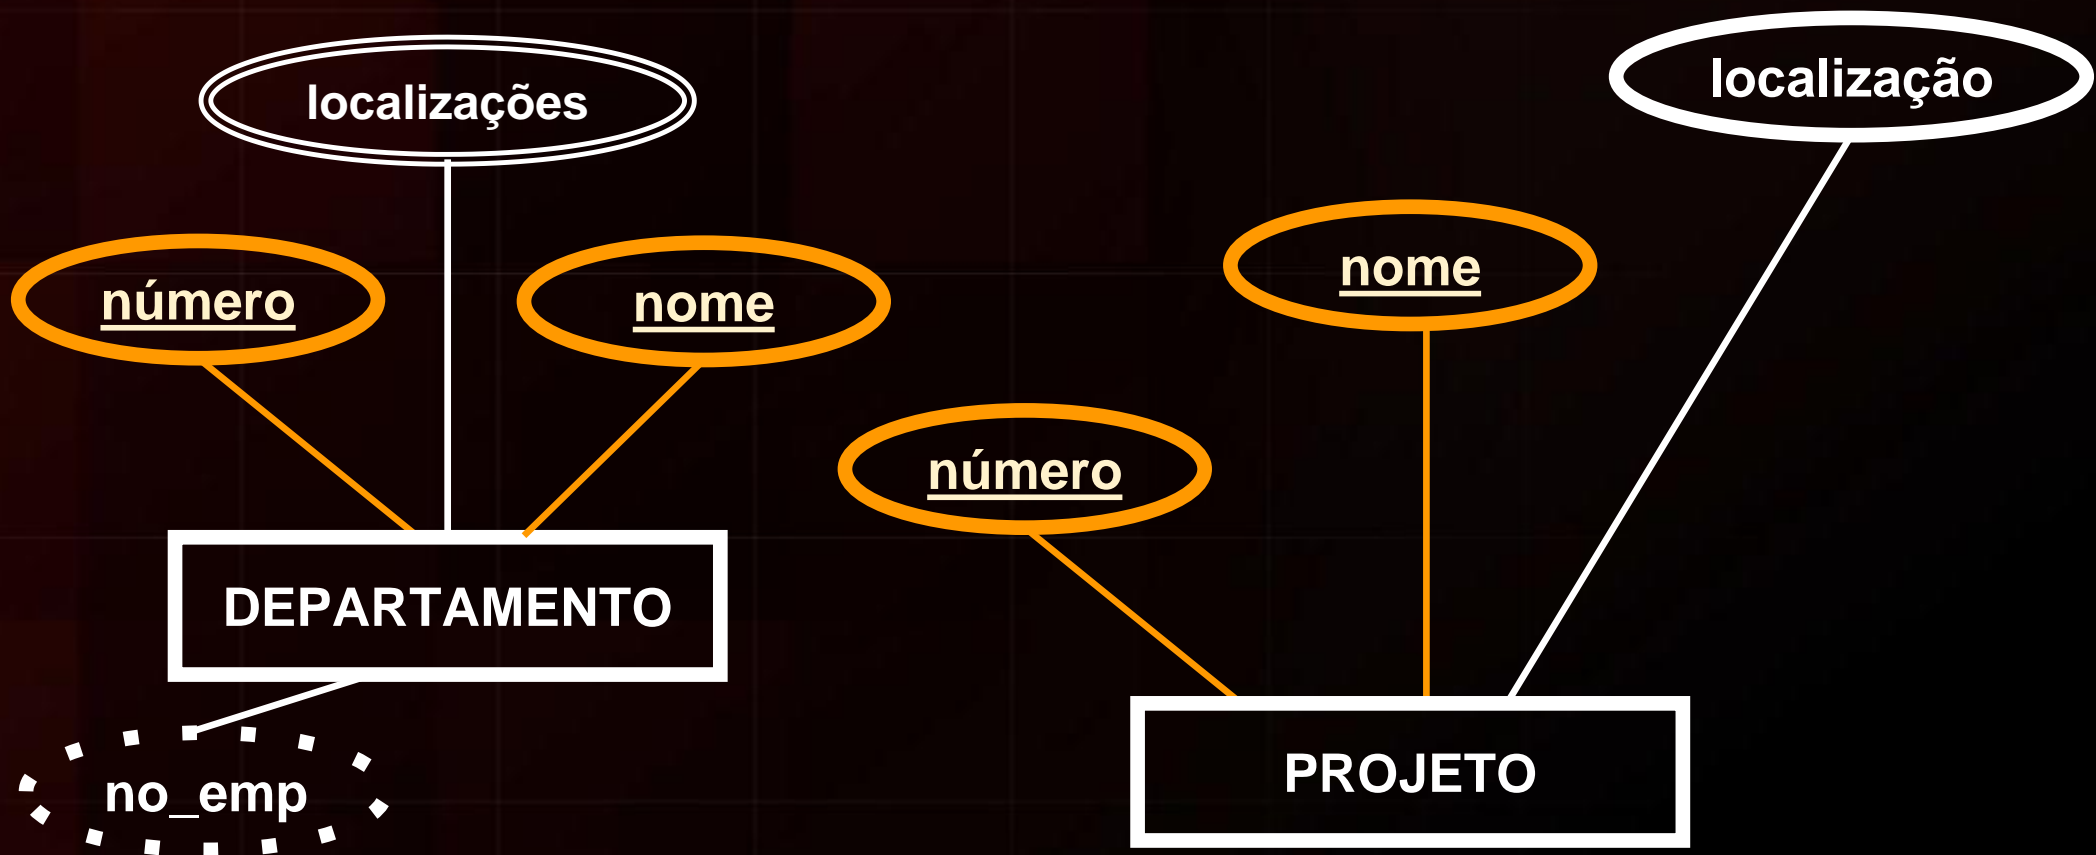 localizações
localização
número
nome
nome
número
DEPARTAMENTO
PROJETO
no_emp